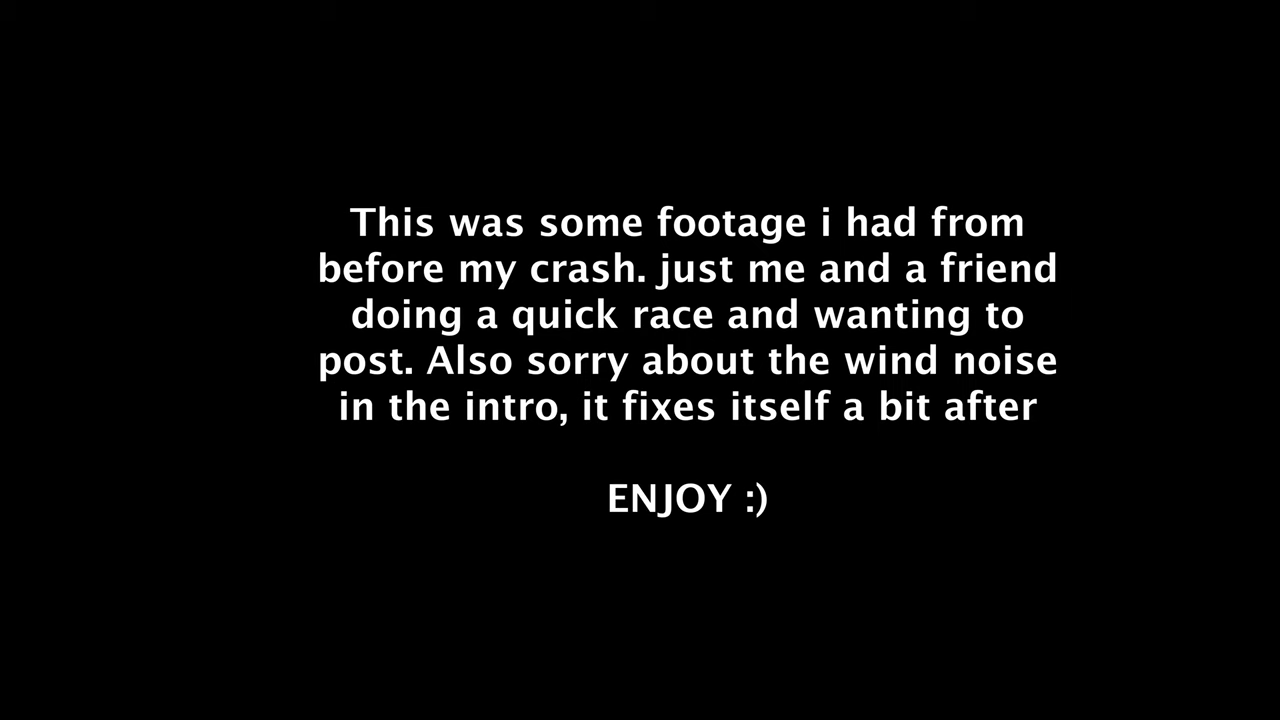 This was some footage i had from
before my crash. just me and a friend
doing a quick race and wanting to
post. Also sorry about the wind noise
in the intro, it fixes itself a bit after
ENJOY :)